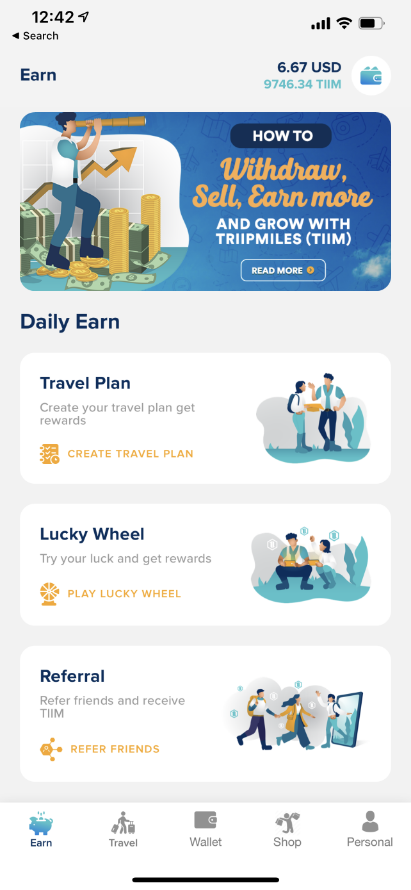 12:42
Search
Earn
6.67 USD
9746.34 TIIM
HOW TO
Withdraw,
Sell, Earn more
AND GROW WITH
TRIIPMILES (TIIM)
READ MORE
Daily Earn
Travel Plan
Create your travel plan get
rewards
CREATE TRAVEL PLAN
Lucky Wheel
Try your luck and get rewards
PLAY LUCKY WHEEL
Referral
Refer friends and receive
TIIM
REFER FRIENDS
Earn
Travel
Wallet
Shop
Personal